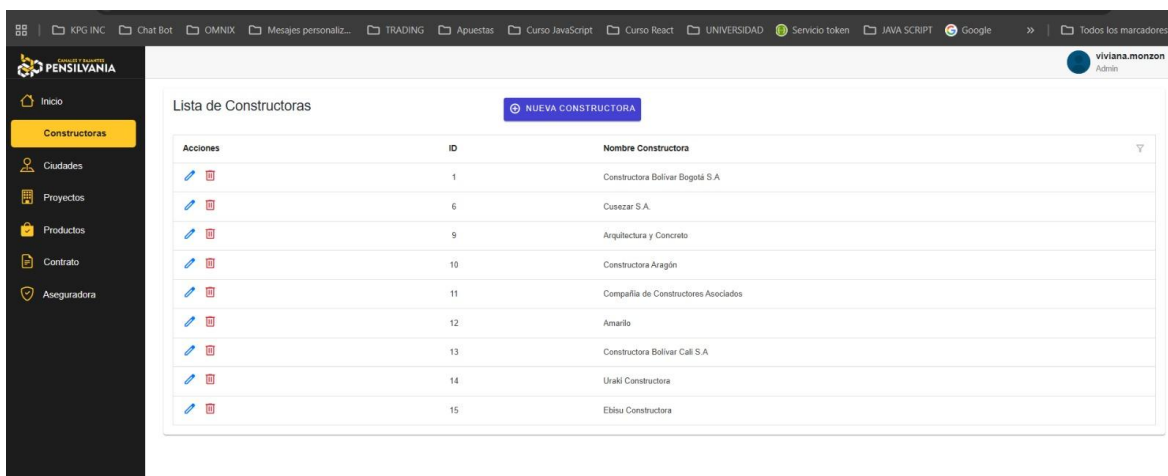 KPG INC Chat Bot OMNIX Mesajes personaliz... TRADING Apuestas Curso JavaScript Curso React UNIVERSIDAD Servicio token JAVA SCRIPT Google » Todos los marcadores
CANALES Y BAJANTES
PENSILVANIA
viviana.monzon
Admin
Inicio
Constructoras
Ciudades
Proyectos
Productos
Contrato
Aseguradora
Lista de Constructoras NUEVA CONSTRUCTORA
Acciones ID Nombre Constructora
1 Constructora Bolívar Bogotá S.A
6 Cusezar S.A.
9 Arquitectura y Concreto
10 Constructora Aragón
11 Compañía de Constructores Asociados
12 Amarilo
13 Constructora Bolívar Cali S.A
14 Urakí Constructora
15 Ebisu Constructora